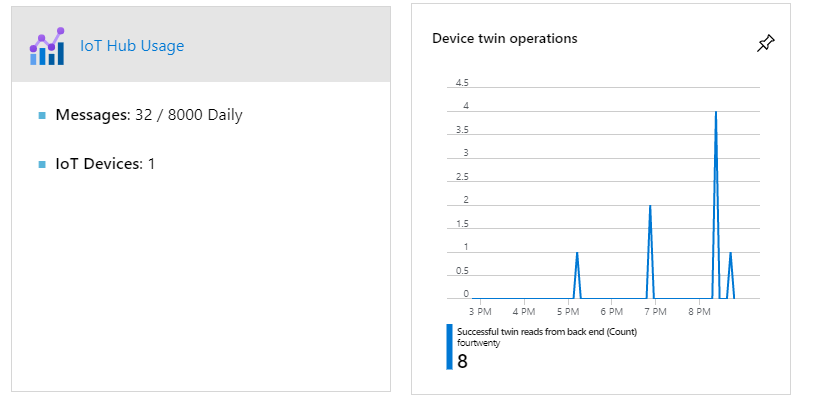 IoT Hub Usage
Messages: 32 / 8000 Daily
IoT Devices: 1
Device twin operations
4.5
4
3.5
3
2.5
2
1.5
1
0.5
0
3 PM 4 PM 5 PM 6 PM 7 PM 8 PM
Successful twin reads from back end (Count)
fourtwenty
8